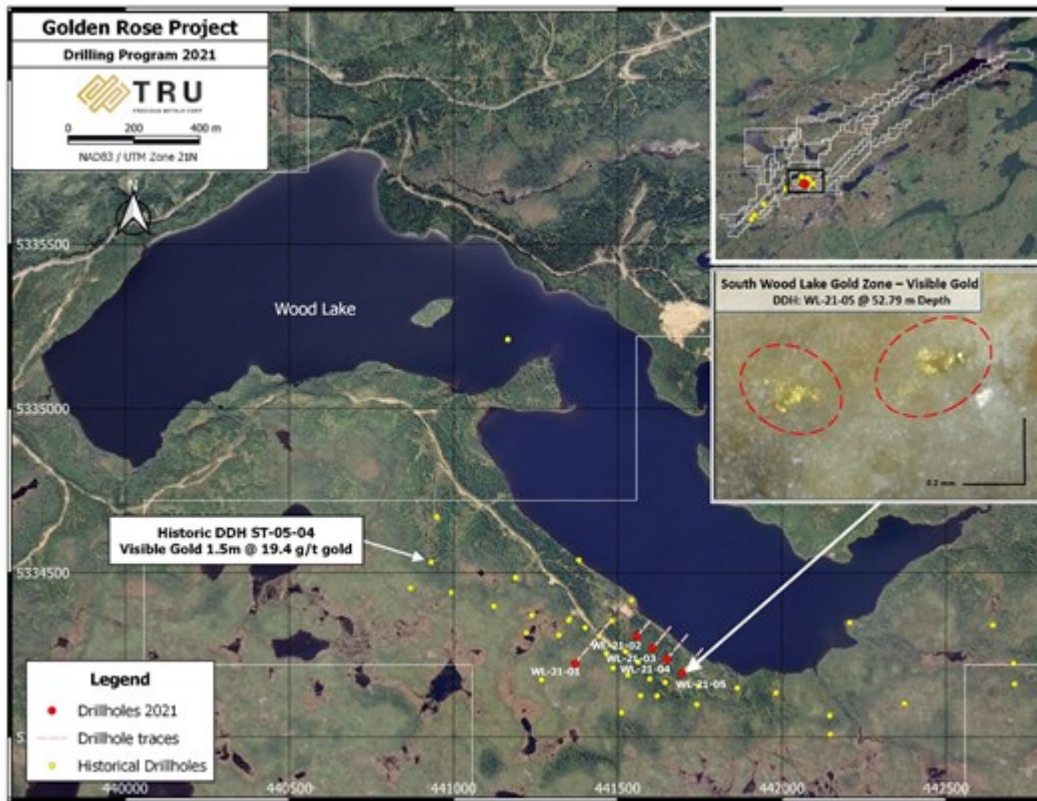 Golden Rose Project
Drilling Program 2021
TRU
PRECIOUS METALS CORP
0 200 400 m
NAD83 / UTM Zone 21N
N
5335500
Wood Lake
South Wood Lake Gold Zone – Visible Gold
DDH: WL-21-05 @ 52.79 m Depth
0.2 mm
5335000
Historic DDH ST-05-04
Visible Gold 1.5m @ 19.4 g/t gold
5334500
WL-21-02
WL-21-03
WL-21-01
WL-21-04
WL-21-05
Legend
Drillholes 2021
Drillhole traces
Historical Drillholes
440000
440500
441000
441500
442000
442500